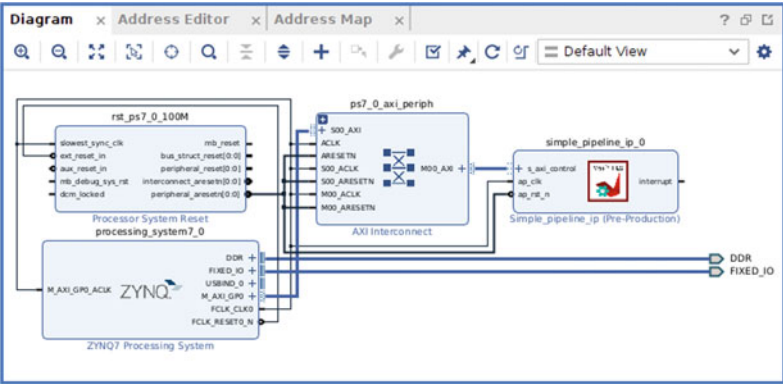 Diagram × Address Editor × Address Map × ?
Default View
rst_ps7_0_100M
slowest_sync_clk mb_reset
ext_reset_in bus_struct_reset[0:0]
aux_reset_in peripheral_reset[0:0]
mb_debug_sys_rst interconnect_aresetn[0:0]
dcm_locked peripheral_aresetn[0:0]
Processor System Reset
ps7_0_axi_periph
S00_AXI
ACLK
ARESETN
S00_ACLK M00_AXI
S00_ARESETN
M00_ACLK
M00_ARESETN
AXI Interconnect
simple_pipeline_ip_0
s_axi_control
ap_clk interrupt
ap_rst_n
Simple_pipeline_ip (Pre-Production)
processing_system7_0
DDR
FIXED_IO
USBIND_0
M_AXI_GP0_ACLK ZYNQ M_AXI_GP0
FCLK_CLK0
FCLK_RESET0_N
ZYNQ7 Processing System
DDR
FIXED_IO